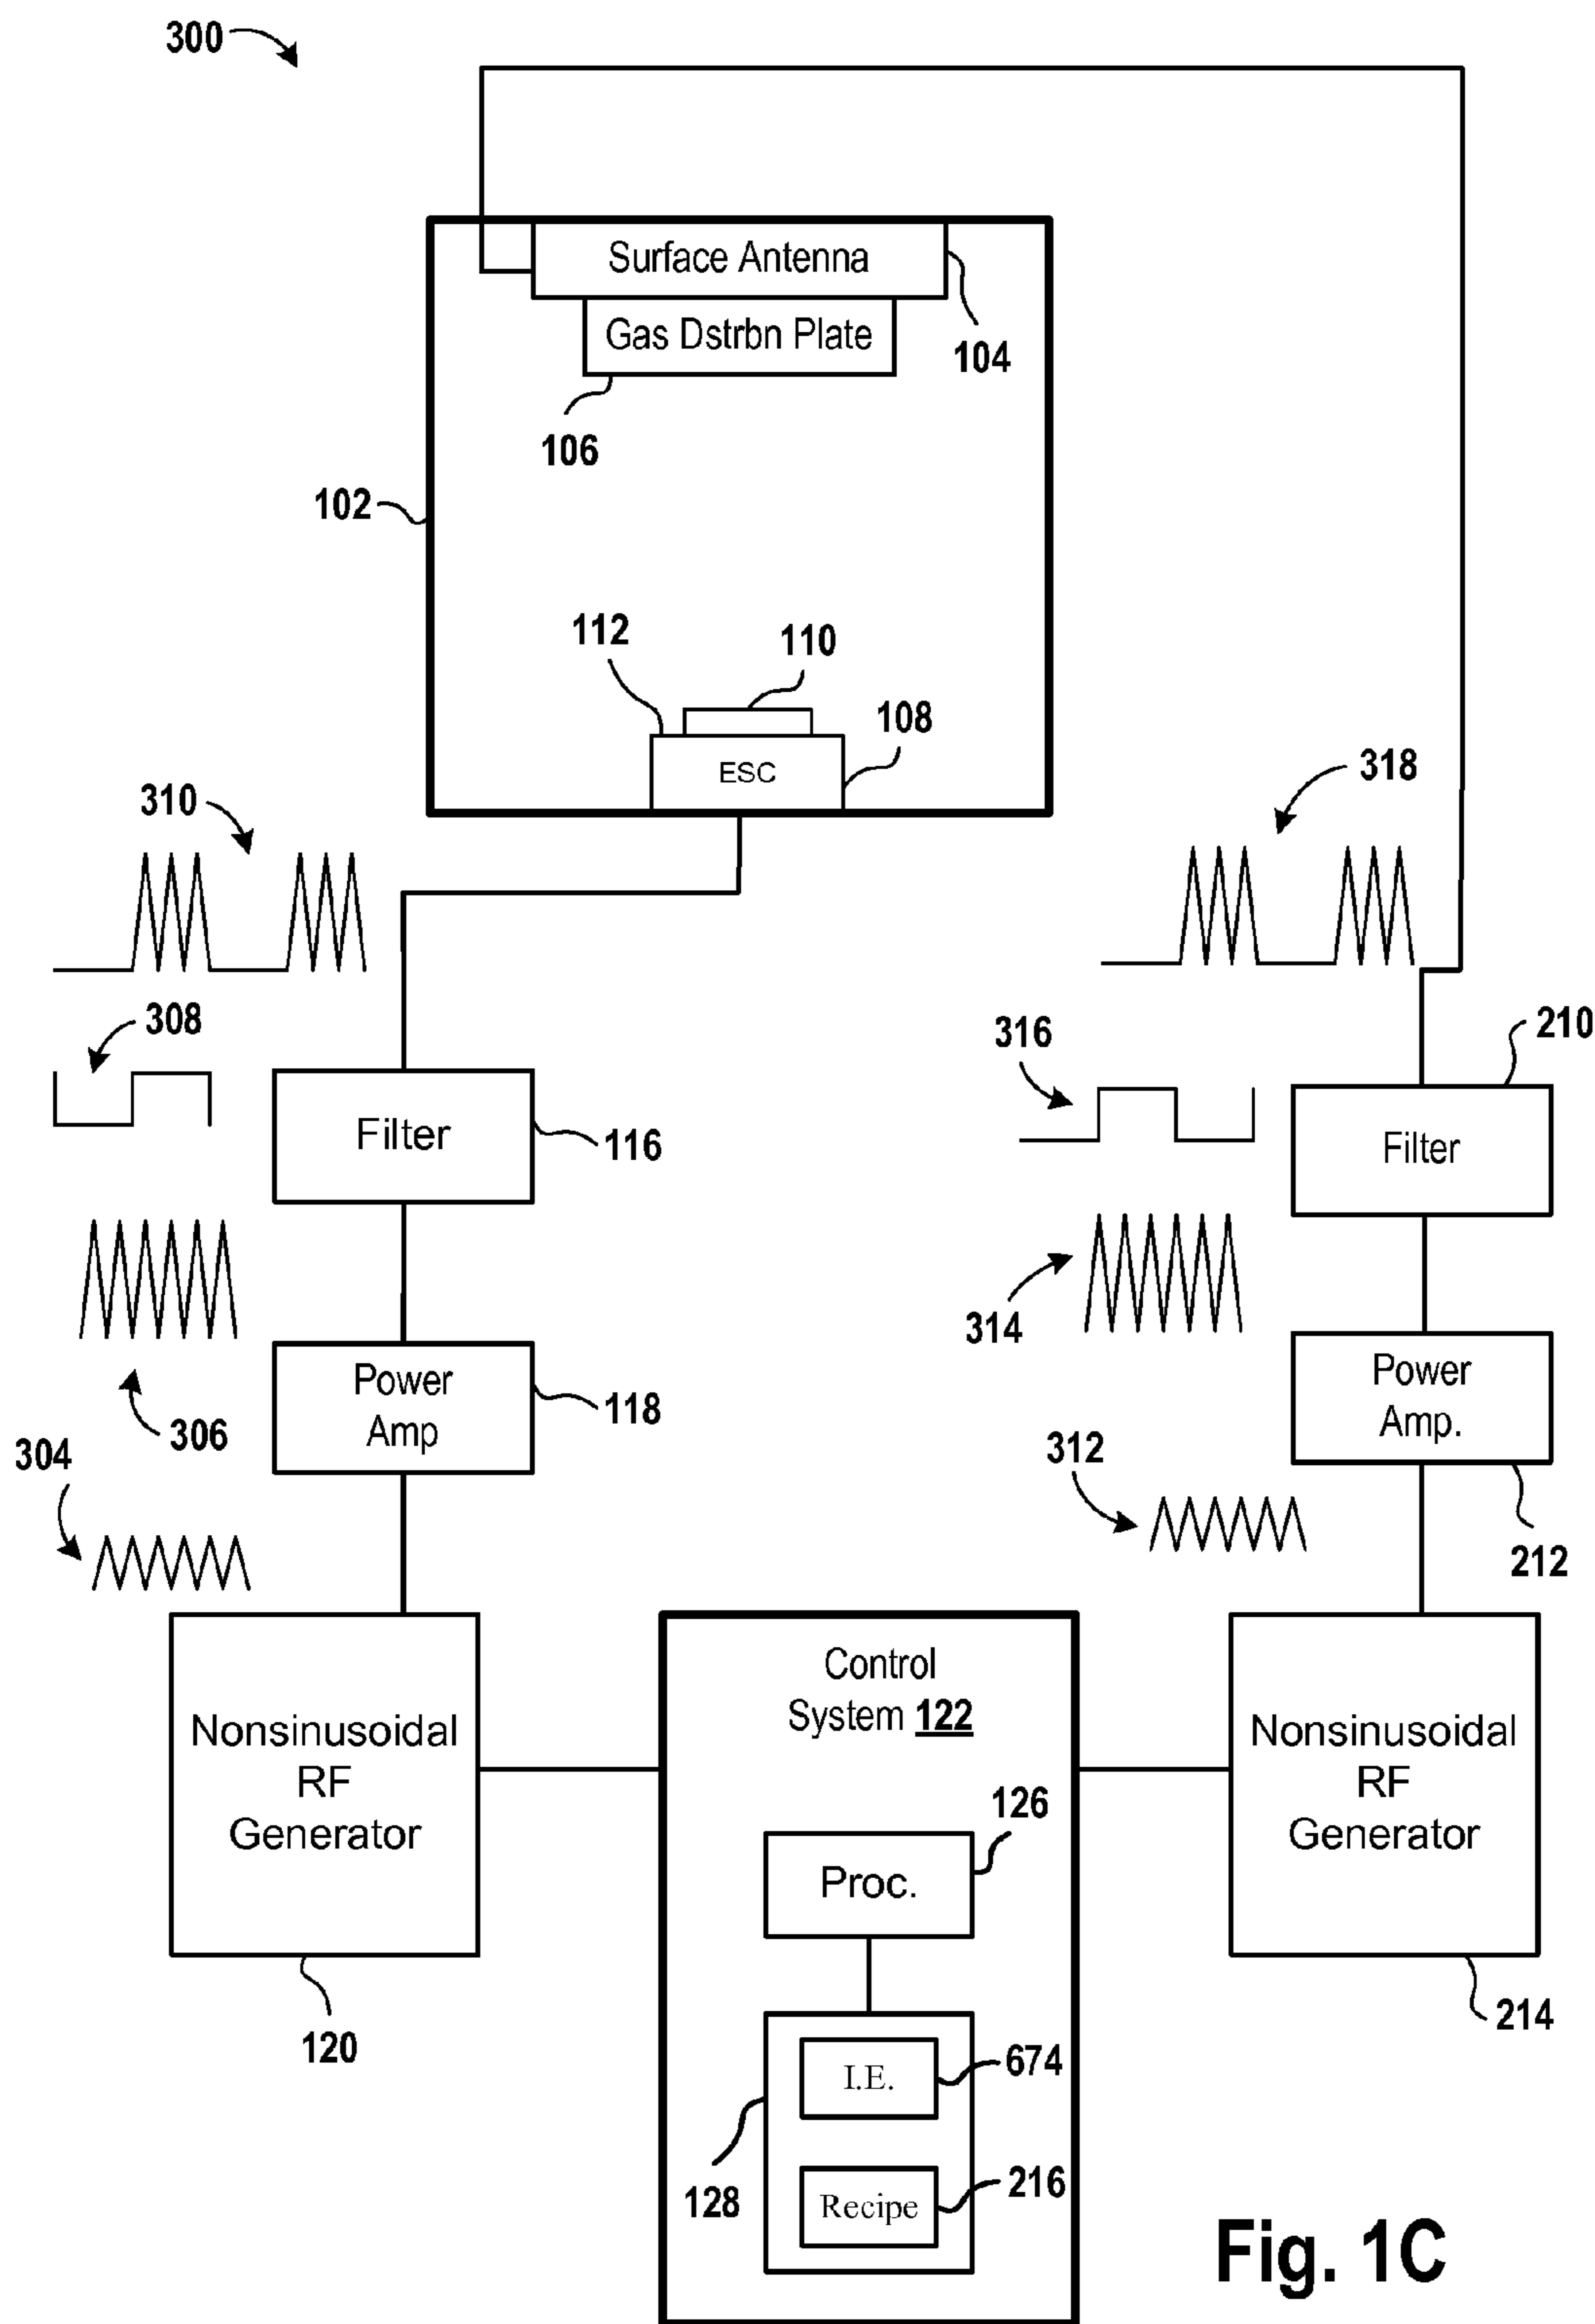 300
Surface Antenna
Gas Dstrbn Plate
104
106
102
112
110
108
ESC
310
318
308
316
210
Filter
116
Filter
314
306
Power
Amp
118
Power
Amp.
304
312
212
Nonsinusoidal
RF
Generator
120
Control
System 122
126
Proc.
I.E.
674
128
Recipe
216
Nonsinusoidal
RF
Generator
214
Fig. 1C